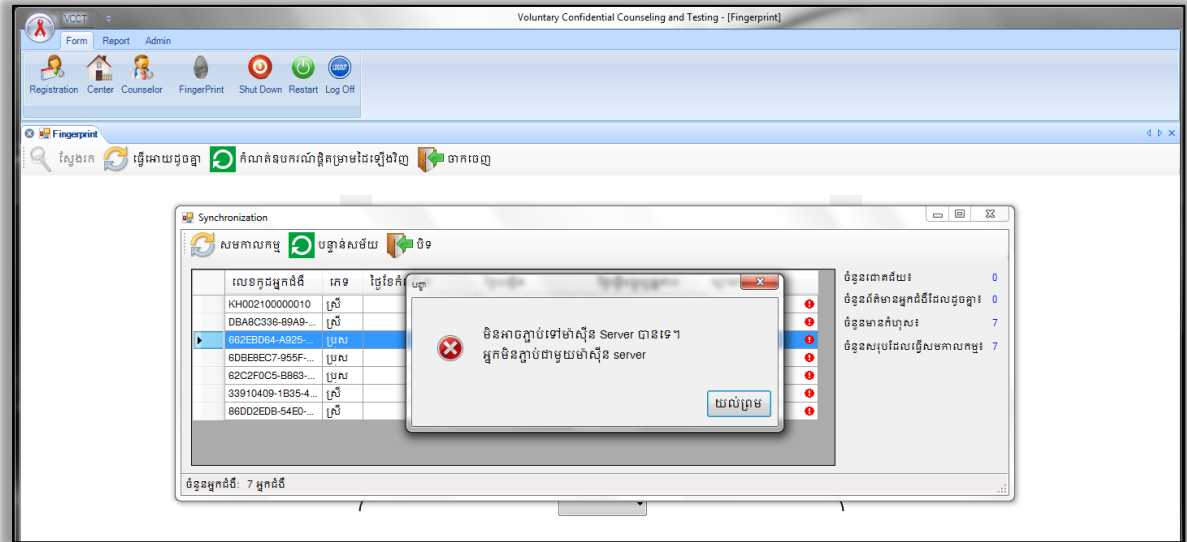 VCCT
Voluntary Confidential Counseling and Testing - [Fingerprint]
Form Report Admin
Registration Center Counselor FingerPrint Shut Down Restart Log Off
Fingerprint
ស្វែងរក ធ្វើអោយដូចគ្នា កំណត់ឧបករណ៍ផ្តិតម្រាមដៃឡើងវិញ ចាកចេញ
Synchronization
សមកាលកម្ម បន្ទាន់សម័យ បិទ
លេខកូដអ្នកជំងឺ ភេទ
KH002100000010 ស្រី
DBA8C336-89A9-... ស្រី
662EBD64-A925-... ប្រុស
6DBE8EC7-955F-... ប្រុស
62C2F0C5-B863-... ប្រុស
33910409-1B35-4... ស្រី
86DD2EDB-54E0-... ស្រី
បញ្ហា
មិនអាចភ្ជាប់ទៅម៉ាស៊ីន Server បានទេ។
អ្នកមិនភ្ជាប់ជាមួយម៉ាស៊ីន server
យល់ព្រម
ចំនួនជោគជ័យ៖ 0
ចំនួនព័ត៌មានអ្នកជំងឺដែលដូចគ្នា៖ 0
ចំនួនមានកំហុស៖ 7
ចំនួនសរុបដែលធ្វើសមកាលកម្ម៖ 7
ចំនួនអ្នកជំងឺ: 7 អ្នកជំងឺ